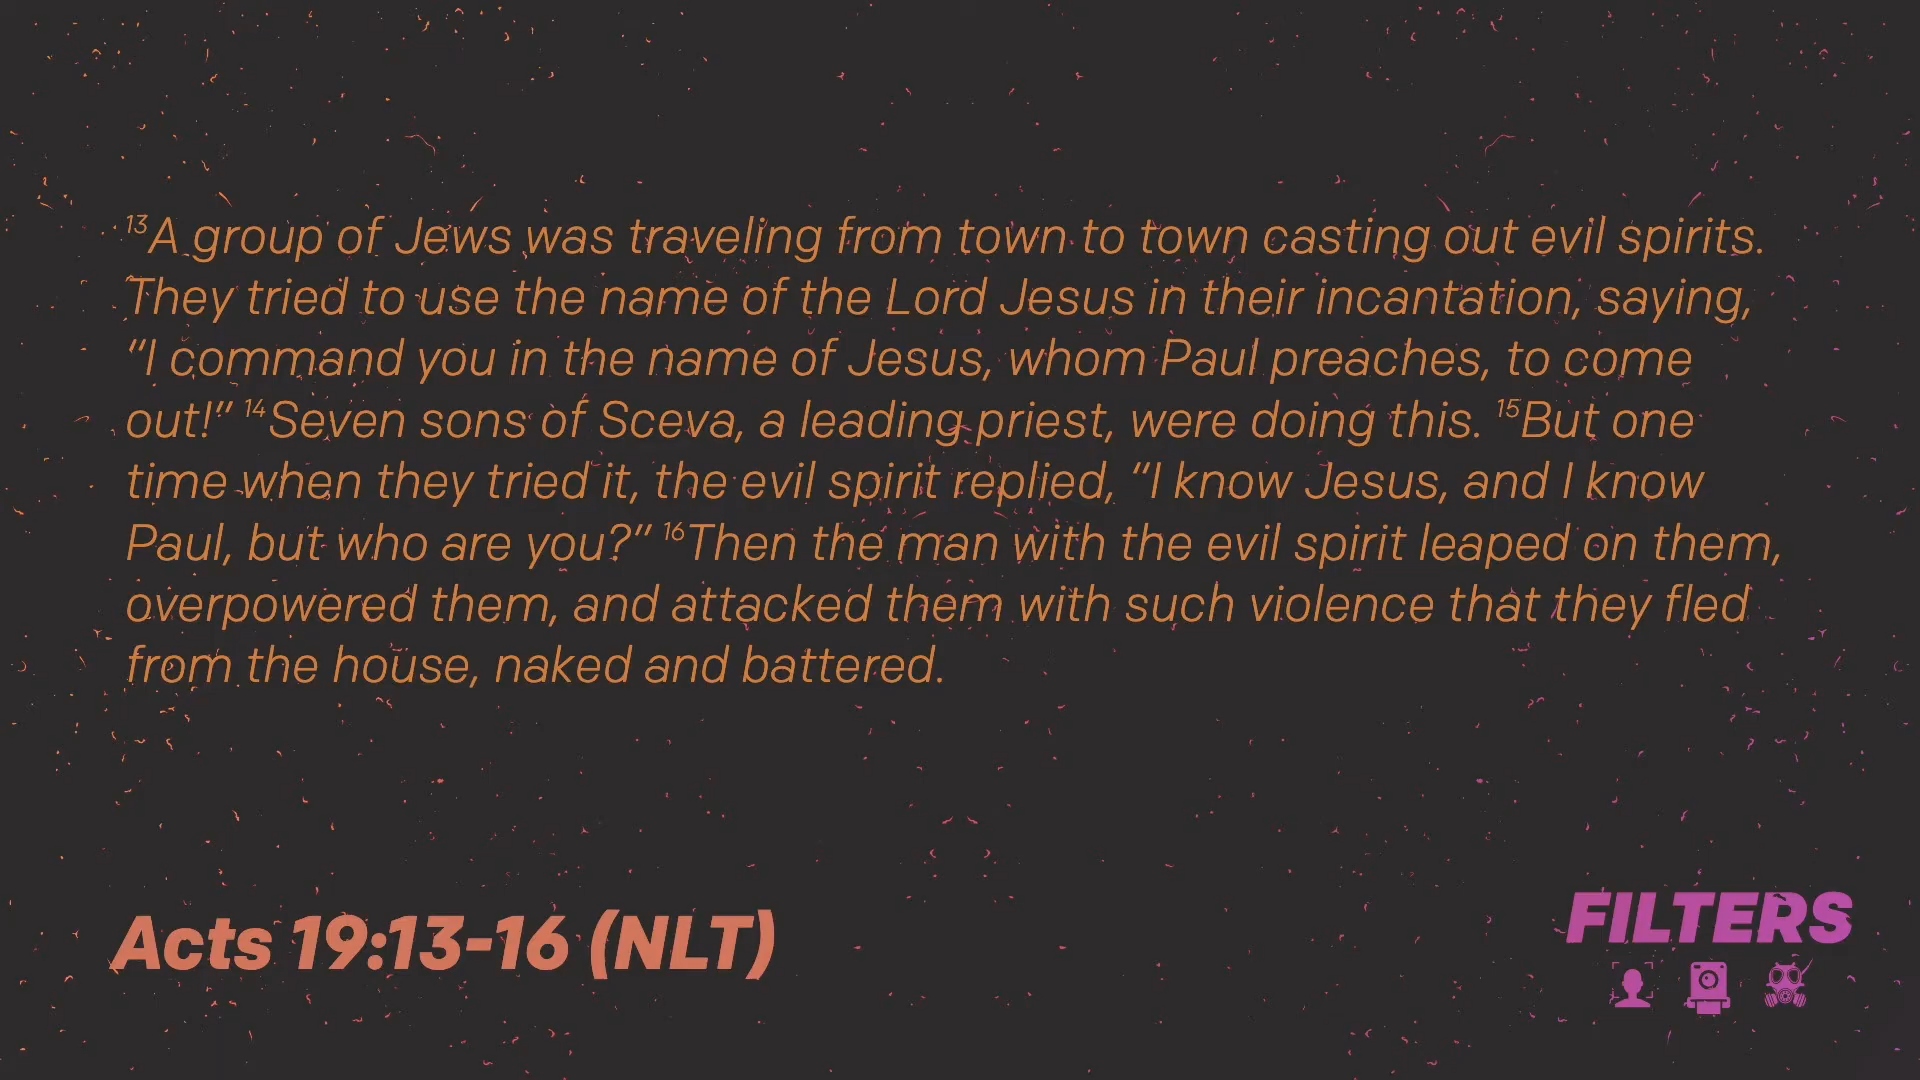 ¹³A group of Jews was traveling from town to town casting out evil spirits.
They tried to use the name of the Lord Jesus in their incantation, saying,
“I command you in the name of Jesus, whom Paul preaches, to come
out!” ¹⁴Seven sons of Sceva, a leading priest, were doing this. ¹⁵But one
time when they tried it, the evil spirit replied, “I know Jesus, and I know
Paul, but who are you?” ¹⁶Then the man with the evil spirit leaped on them,
overpowered them, and attacked them with such violence that they fled
from the house, naked and battered.
Acts 19:13-16 (NLT)
FILTERS